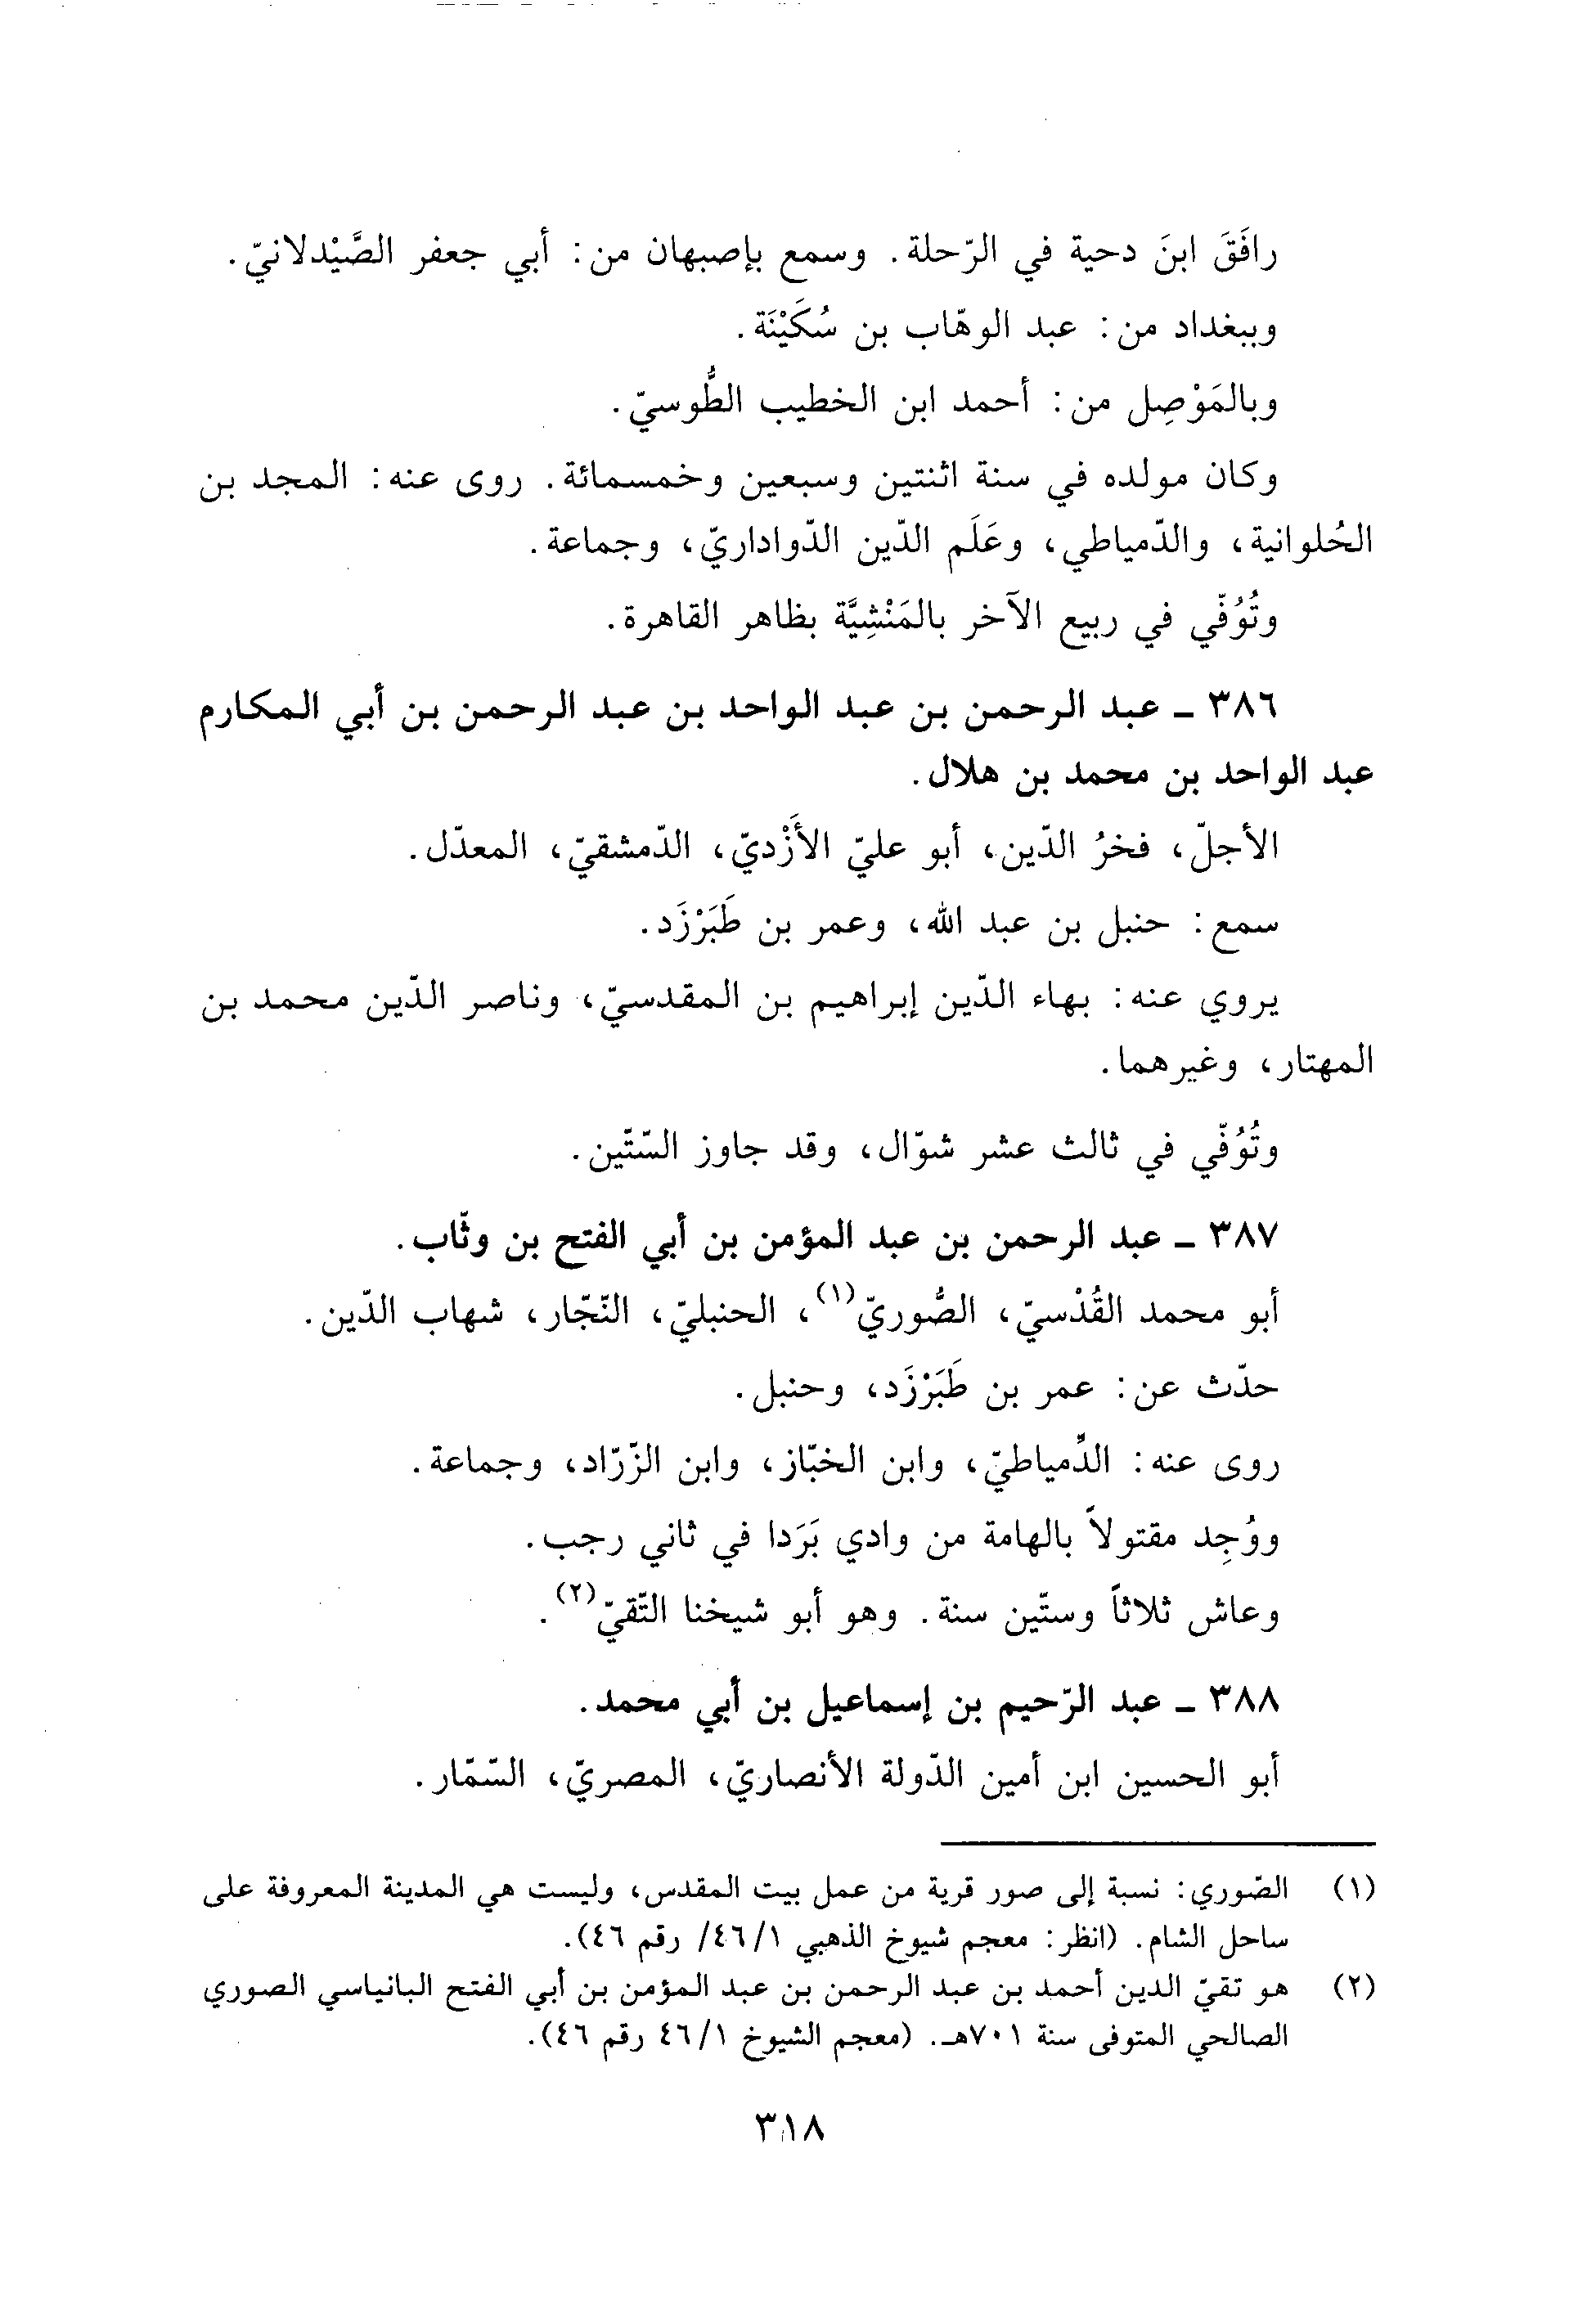 رافَقَ ابنَ دحية في الرّحلة. وسمع بإصبهان من: أبي جعفر الصَّيْدلانيّ.
وببغداد من: عبد الوهّاب بن سُكَيْنَة.
وبالمَوْصِل من: أحمد ابن الخطيب الطُّوسيّ.
وكان مولده في سنة اثنتين وسبعين وخمسمائة. روى عنه: المجد بن
الحُلوانية، والدّمياطي، وعَلَم الدّين الدّواداريّ، وجماعة.
وتُوُفّي في ربيع الآخر بالمَنْشِيَّة بظاهر القاهرة.
٣٨٦ ـ عبد الرحمن بن عبد الواحد بن عبد الرحمن بن أبي المكارم
عبد الواحد بن محمد بن هلال.
الأجلّ، فخرُ الدّين، أبو عليّ الأَزْديّ، الدّمشقيّ، المعدّل.
سمع: حنبل بن عبد الله، وعمر بن طَبَرْزَد.
يروي عنه: بهاء الدّين إبراهيم بن المقدسيّ، وناصر الدّين محمد بن
المهتار، وغيرهما.
وتُوُفّي في ثالث عشر شوّال، وقد جاوز السّتّين.
٣٨٧ ـ عبد الرحمن بن عبد المؤمن بن أبي الفتح بن وثّاب.
أبو محمد القُدْسيّ، الصُّوريّ(١)، الحنبليّ، النّجّار، شهاب الدّين.
حدّث عن: عمر بن طَبَرْزَد، وحنبل.
روى عنه: الدِّمياطيّ، وابن الخبّاز، وابن الزّرّاد، وجماعة.
ووُجِد مقتولاً بالهامة من وادي بَرَدا في ثاني رجب.
وعاش ثلاثاً وستّين سنة. وهو أبو شيخنا التّقيّ(٢).
٣٨٨ ـ عبد الرّحيم بن إسماعيل بن أبي محمد.
أبو الحسين ابن أمين الدّولة الأنصاريّ، المصريّ، السّمّار.
(١) الصّوري: نسبة إلى صور قرية من عمل بيت المقدس، وليست هي المدينة المعروفة على
ساحل الشام. (انظر: معجم شيوخ الذهبي ٤٦/١/ رقم ٤٦).
(٢) هو تقيّ الدين أحمد بن عبد الرحمن بن عبد المؤمن بن أبي الفتح البانياسي الصوري
الصالحي المتوفى سنة ٧٠١هـ. (معجم الشيوخ ٤٦/١ رقم ٤٦).
٣١٨